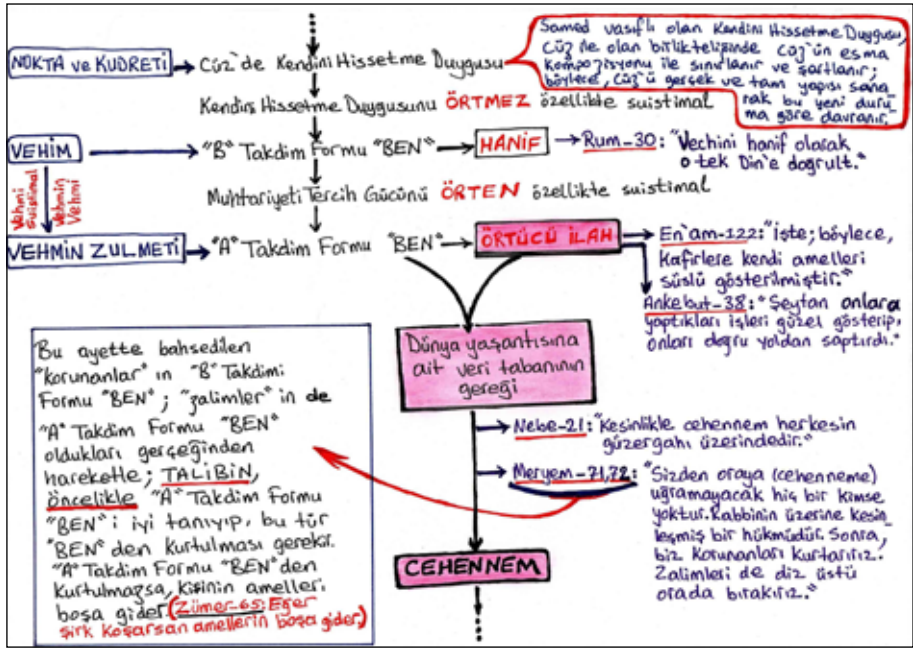 NOKTA ve KUDRETİ
Cüz'de Kendini Hissetme Duygusu
Samed vasıflı olan Kendini Hissetme Duygusu,
Cüz ile olan birlikteliğinde Cüz'ün esma
kompozisyonu ile sınırlanır ve şartlanır;
böylece, Cüz'ü gerçek ve tam yapısı sana
rak bu yeni duru
ma göre davranır."
Kendini Hissetme Duygusunu ÖRTMEZ özellikte suistimal
VEHİM
"B" Takdim Formu "BEN"
HANİF
Rum-30: "Vechini hanif olarak
o tek Din'e doğrult."
Vehmi
Suistimal
Vehmin
Vehmi
Muhtariyeti Tercih Gücünü ÖRTEN özellikte suistimal
VEHMİN ZULMETİ
"A" Takdim Formu "BEN"
ÖRTÜCÜ İLAH
En'am-122: "işte; böylece,
Kafirlere kendi amelleri
süslü gösterilmiştir."
Ankebut-38: "Şeytan onlara
yaptıkları işleri güzel gösterip,
onları doğru yoldan saptırdı."
Dünya yaşantısına
ait veri tabanının
gereği
Nebe-21: "Kesinlikle cehennem herkesin
güzergahı üzerindedir."
Meryem-71,72: "Sizden oraya (cehenneme)
uğramayacak hiç bir kimse
yoktur. Rabbinin üzerine kesin
leşmiş bir hükmüdür. Sonra,
biz Korunanları Kurtarırız.
Zalimleri de diz üstü
orada bırakırız."
CEHENNEM
Bu ayette bahsedilen
"korunanlar"ın "B" Takdimi
Formu "BEN"; "zalimler"in de
"A" Takdim Formu "BEN"
oldukları gerçeğinden
hareketle; TALİBİN,
öncelikle "A" Takdim Formu
"BEN"i iyi tanıyıp, bu tür
"BEN"den kurtulması gerekir.
"A" Takdim Formu "BEN"den
kurtulmazsa, kişinin amelleri
boşa gider. (Zümer-65: Eğer
şirk koşarsan amellerin boşa gider.)